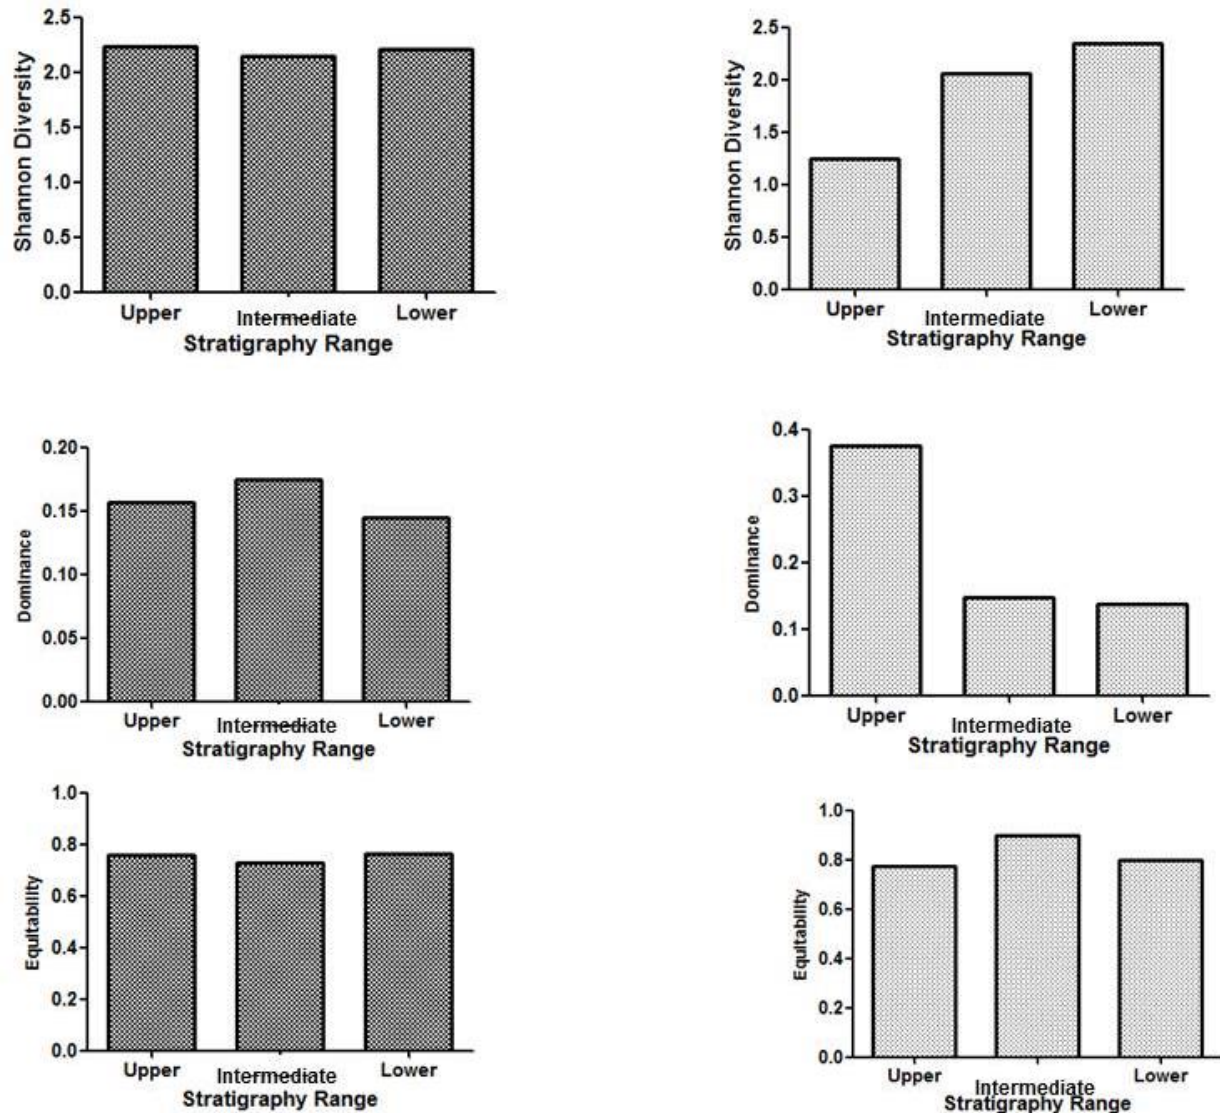 Shannon Diversity
2.5
2.0
1.5
1.0
0.5
0.0
Upper
Intermediate
Lower
Stratigraphy Range
Shannon Diversity
2.5
2.0
1.5
1.0
0.5
0.0
Upper
Intermediate
Lower
Stratigraphy Range
Dominance
0.20
0.15
0.10
0.05
0.00
Upper
Intermediate
Lower
Stratigraphy Range
Dominance
0.4
0.3
0.2
0.1
0.0
Upper
Intermediate
Lower
Stratigraphy Range
Equitability
1.0
0.8
0.6
0.4
0.2
0.0
Upper
Intermediate
Lower
Stratigraphy Range
Equitability
1.0
0.8
0.6
0.4
0.2
0.0
Upper
Intermediate
Lower
Stratigraphy Range